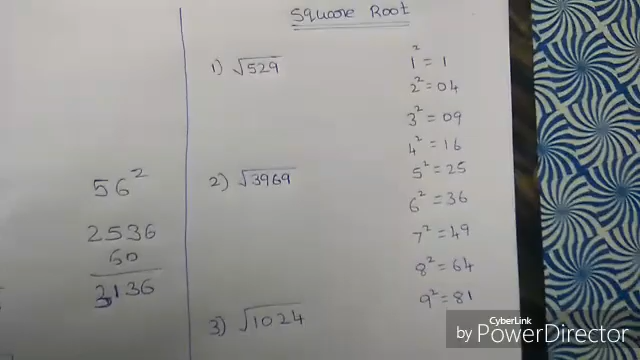 Square Root
1) √529
2) √3969
3) √1024
1² = 1
2² = 04
3² = 09
4² = 16
5² = 25
6² = 36
7² = 49
8² = 64
9² = 81
56²
2536
60
3136
CyberLink
by PowerDirector